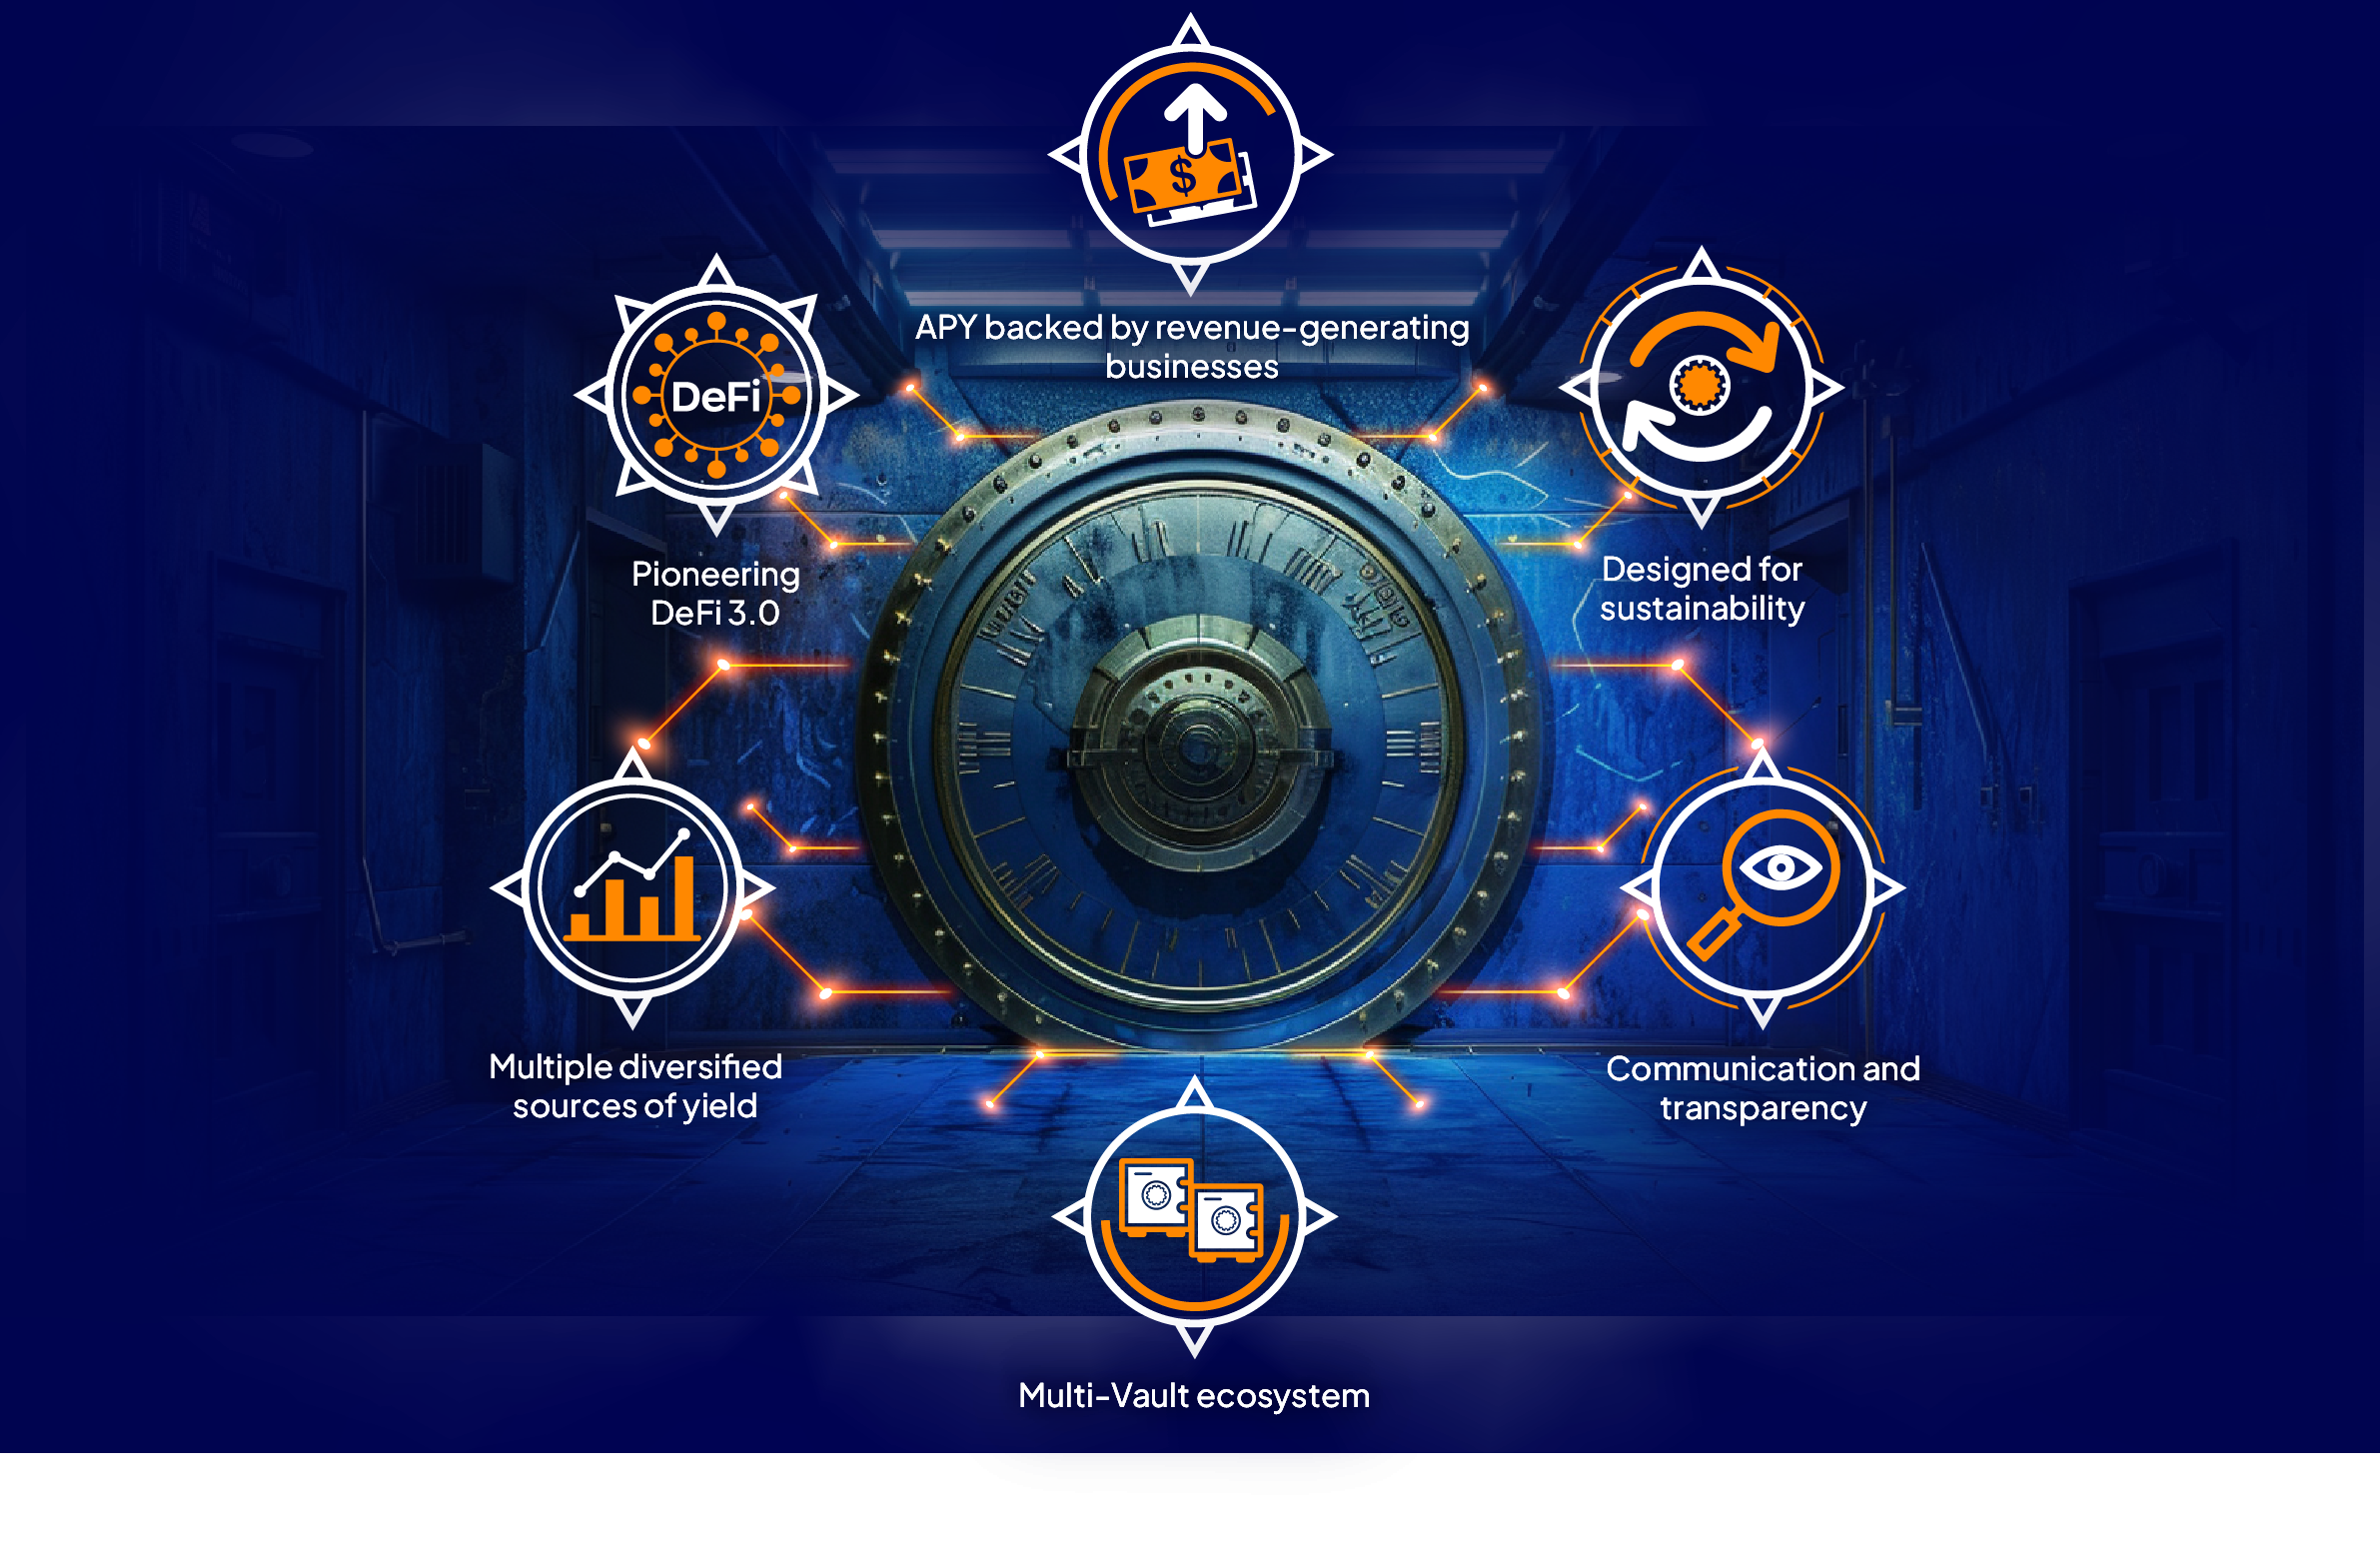 APY backed by revenue-generating
businesses
DeFi
Pioneering
DeFi 3.0
Designed for
sustainability
Multiple diversified
sources of yield
Communication and
transparency
Multi-Vault ecosystem